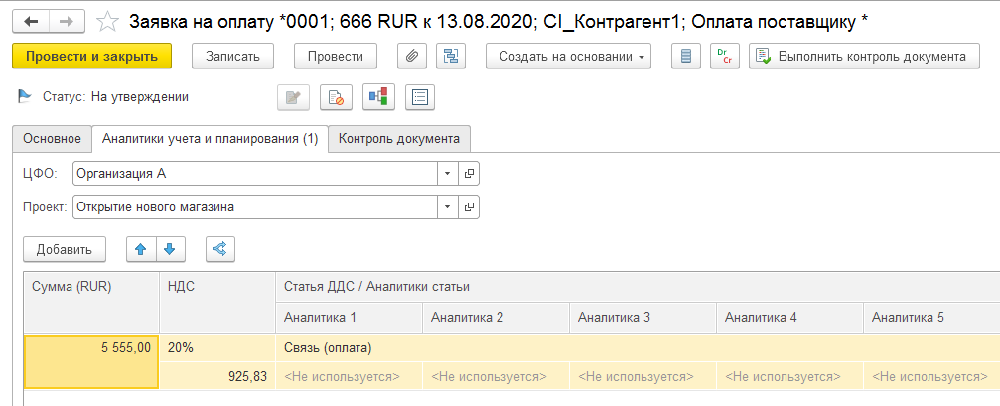 Заявка на оплату *0001; 666 RUR к 13.08.2020; CI_Контрагент1; Оплата поставщику *
Провести и закрыть Записать Провести Создать на основании Dr Cr Выполнить контроль документа
Статус: На утверждении
Основное Аналитики учета и планирования (1) Контроль документа
ЦФО: Организация А
Проект: Открытие нового магазина
Добавить
Сумма (RUR) НДС Статья ДДС / Аналитики статьи
Аналитика 1 Аналитика 2 Аналитика 3 Аналитика 4 Аналитика 5
5 555,00 20% Связь (оплата)
925,83 <Не используется> <Не используется> <Не используется> <Не используется> <Не используется>